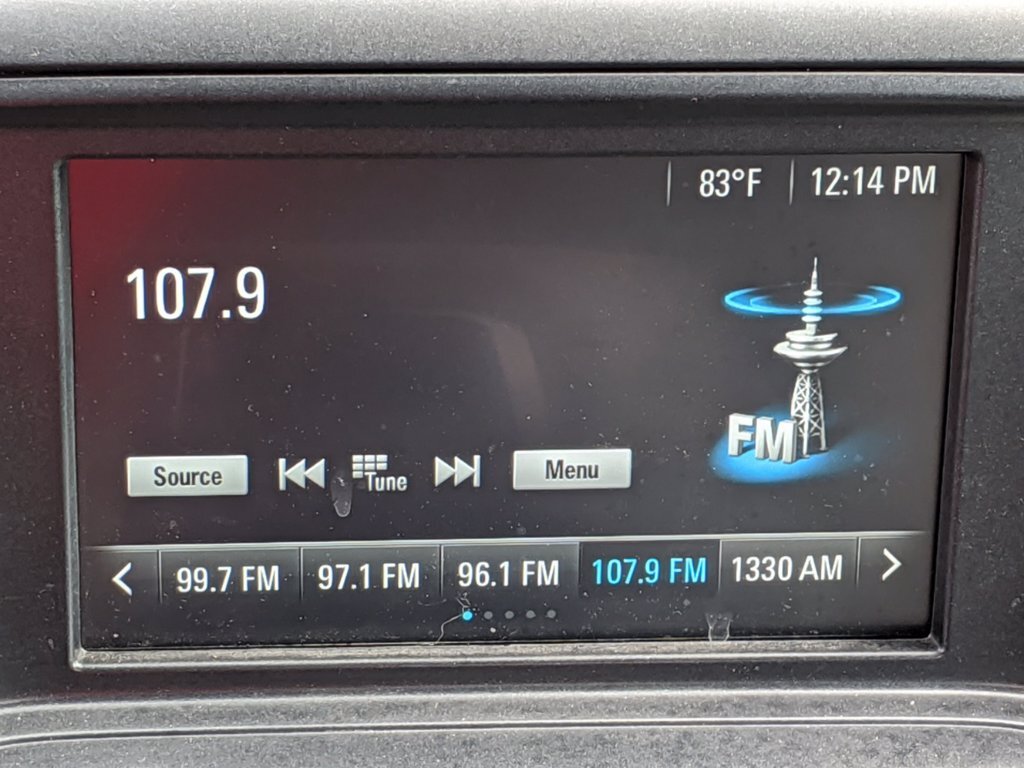 83°F 12:14 PM
107.9
FM
Source Tune Menu
99.7 FM 97.1 FM 96.1 FM 107.9 FM 1330 AM